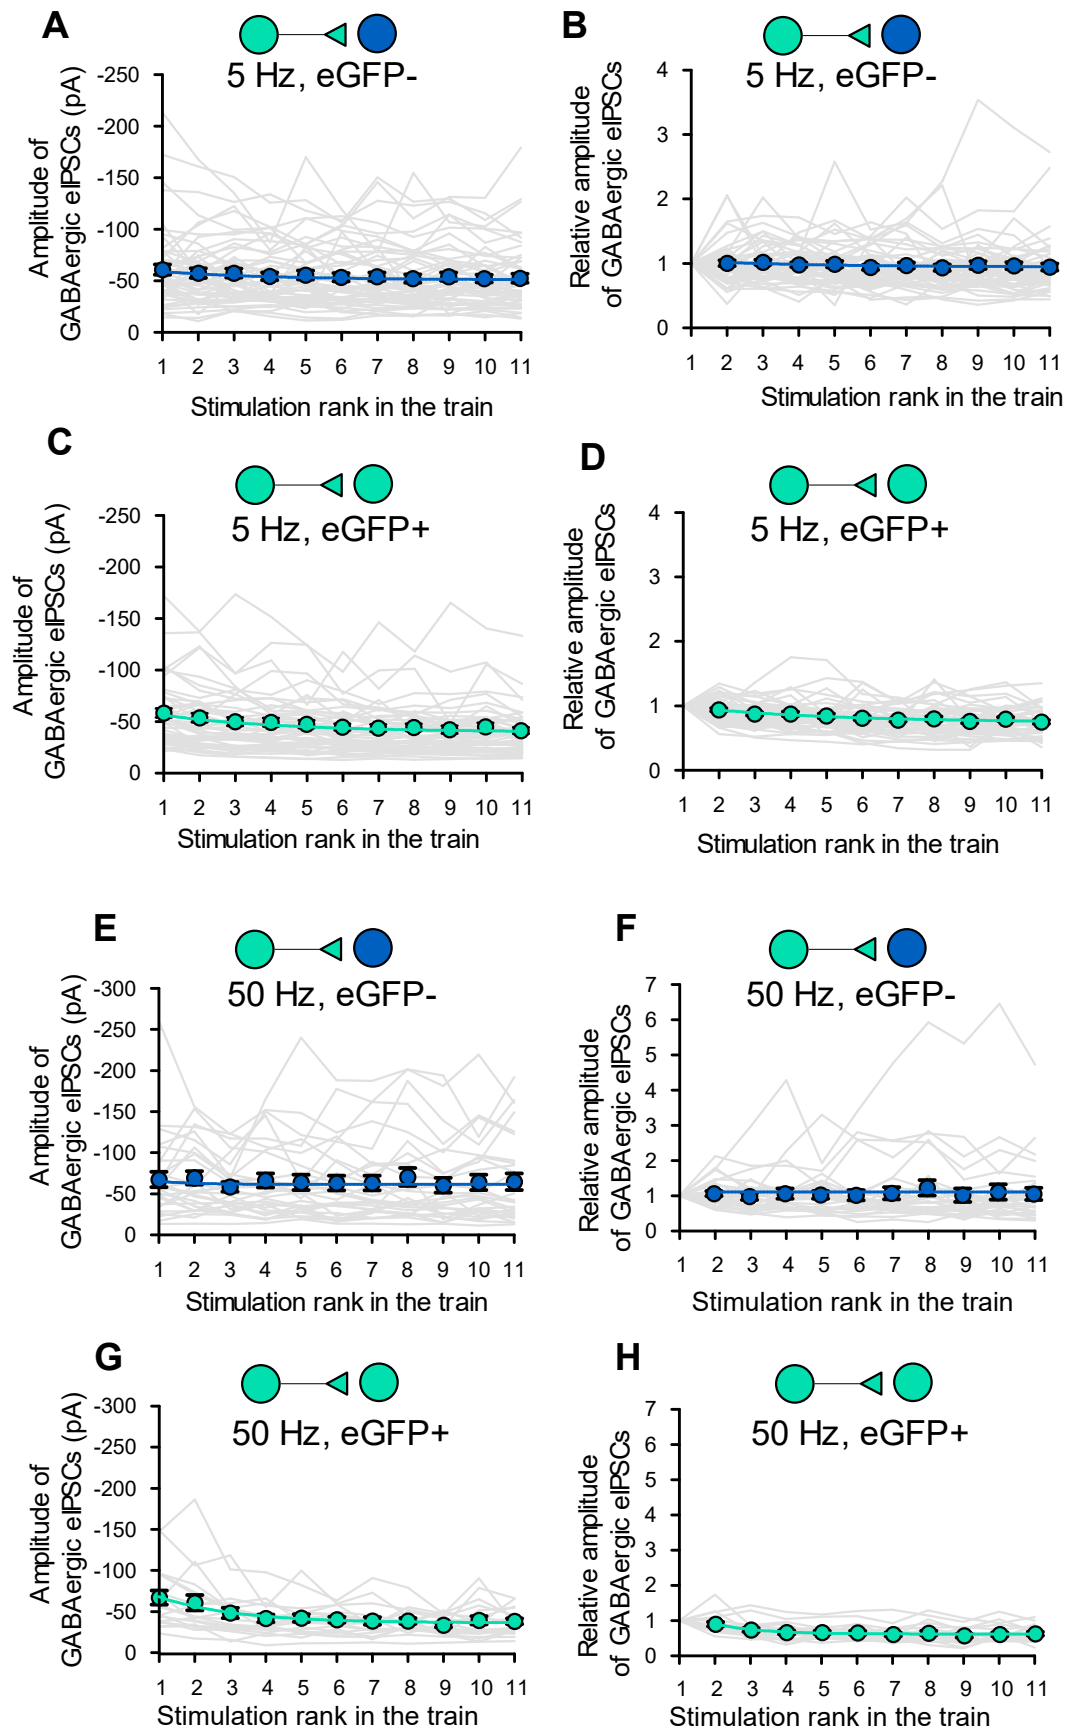 A
5 Hz, eGFP-
Amplitude of
GABAergic eIPSCs (pA)
-250
-200
-150
-100
-50
0
1 2 3 4 5 6 7 8 9 10 11
Stimulation rank in the train
B
5 Hz, eGFP-
Relative amplitude
of GABAergic eIPSCs
4
3
2
1
0
1 2 3 4 5 6 7 8 9 10 11
Stimulation rank in the train
C
5 Hz, eGFP+
Amplitude of
GABAergic eIPSCs (pA)
-250
-200
-150
-100
-50
0
1 2 3 4 5 6 7 8 9 10 11
Stimulation rank in the train
D
5 Hz, eGFP+
Relative amplitude
of GABAergic eIPSCs
4
3
2
1
0
1 2 3 4 5 6 7 8 9 10 11
Stimulation rank in the train
E
50 Hz, eGFP-
Amplitude of
GABAergic eIPSCs (pA)
-300
-250
-200
-150
-100
-50
0
1 2 3 4 5 6 7 8 9 10 11
Stimulation rank in the train
F
50 Hz, eGFP-
Relative amplitude
of GABAergic eIPSCs
7
6
5
4
3
2
1
0
1 2 3 4 5 6 7 8 9 10 11
Stimulation rank in the train
G
50 Hz, eGFP+
Amplitude of
GABAergic eIPSCs (pA)
-300
-250
-200
-150
-100
-50
0
1 2 3 4 5 6 7 8 9 10 11
Stimulation rank in the train
H
50 Hz, eGFP+
Relative amplitude
of GABAergic eIPSCs
7
6
5
4
3
2
1
0
1 2 3 4 5 6 7 8 9 10 11
Stimulation rank in the train